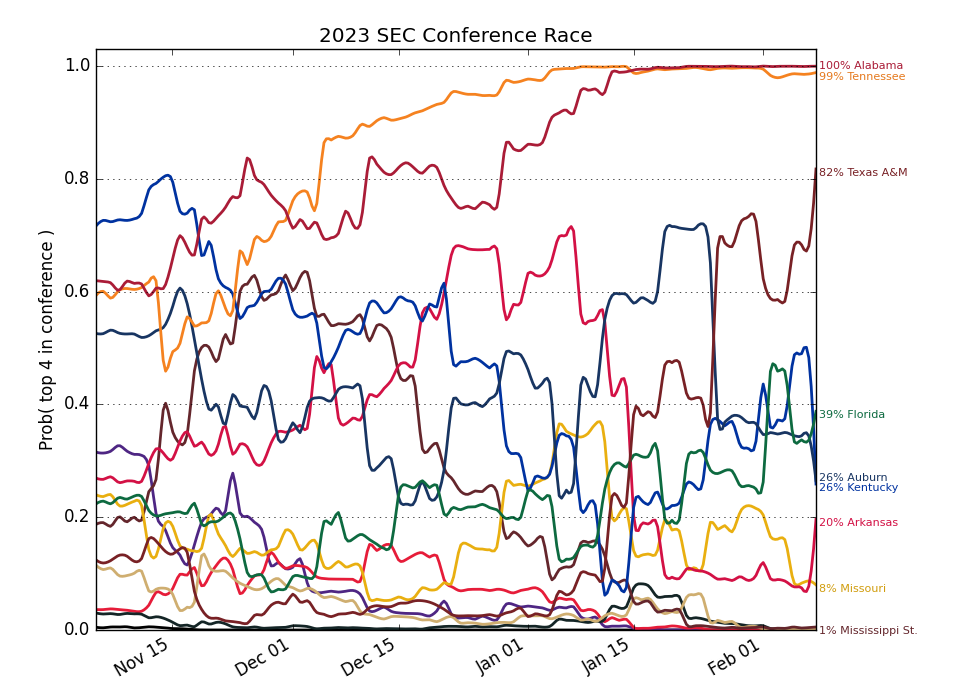 2023 SEC Conference Race
Prob( top 4 in conference )
1.0
0.8
0.6
0.4
0.2
0.0
Nov 15
Dec 01
Dec 15
Jan 01
Jan 15
Feb 01
100% Alabama
99% Tennessee
82% Texas A&M
39% Florida
26% Auburn
26% Kentucky
20% Arkansas
8% Missouri
1% Mississippi St.